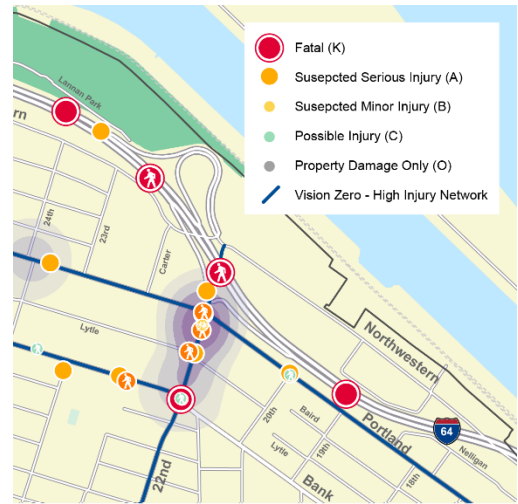 Fatal (K)
Susepcted Serious Injury (A)
Susepcted Minor Injury (B)
Possible Injury (C)
Property Damage Only (O)
Vision Zero - High Injury Network
Lannan Park
ern
24th
23rd
Carter
Lytle
Northwestern
Portland
64
Nelligan
20th
Baird
19th
Lytle
18th
Bank
22nd